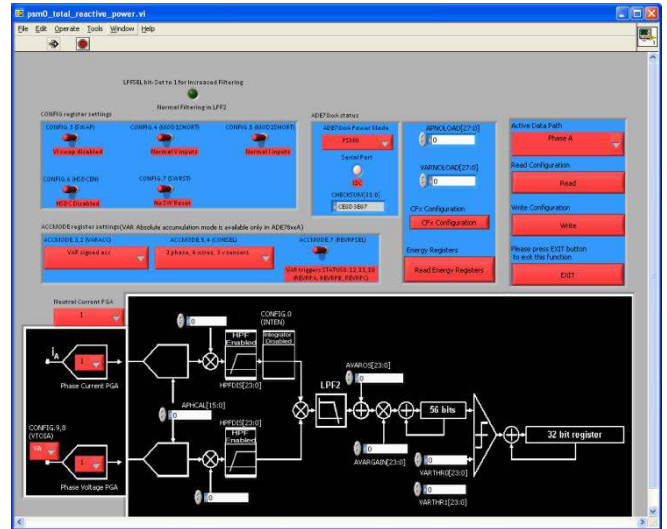 psm0_total_reactive_power.vi
File Edit Operate Tools Window Help
LPFSEL bit-Set to 1 for Increased Filtering
Normal Filtering in LPF2
CONFIG register settings
CONFIG.3 (SWAP)
VI swap disabled
CONFIG.4 (MOD1SHORT)
Normal V inputs
CONFIG.5 (MOD2SHORT)
Normal I inputs
CONFIG.6 (HSDCEN)
HSDC Disabled
CONFIG.7 (SWRST)
No SW Reset
ADE78xxA status
ADE78xxA Power Mode
PSM0
Serial Port
I2C
CHECKSUM[31:0]
APNOLOAD[27:0]
0
VARNOLOAD[27:0]
0
CFx Configuration
CFx Configuration
Energy Registers
Read Energy Registers
Active Data Path
Phase A
Read Configuration
Read
Write Configuration
Write
Please press EXIT button
to exit this function
EXIT
ACCMODE register settings(VAR Absolute accumulation mode is available only in ADE78xxA)
ACCMODE.3,2 (VARACC)
VAR signed acc
ACCMODE.5,4 (CONSEL)
3 phase, 4 wires, 3 v sensors
ACCMODE.7 (REVRPSEL)
VAR triggers STATUS0.12,11,10
(REVRPA, REVRPB, REVRPC)
Neutral Current PGA
1
iA
1
Phase Current PGA
CONFIG.9,8
(VTOIA)
VA
1
Phase Voltage PGA
0
HPF
Enabled
HPFDIS[23:0]
CONFIG.0
(INTEN)
Integrator
Disabled
APHCAL[15:0]
0
HPFDIS[23:0]
HPF
Enabled
0
LPF2
AVAROS[23:0]
0
AVARGAIN[23:0]
0
56 bits
VARTHR0[23:0]
0
VARTHR1[23:0]
0
32 bit register